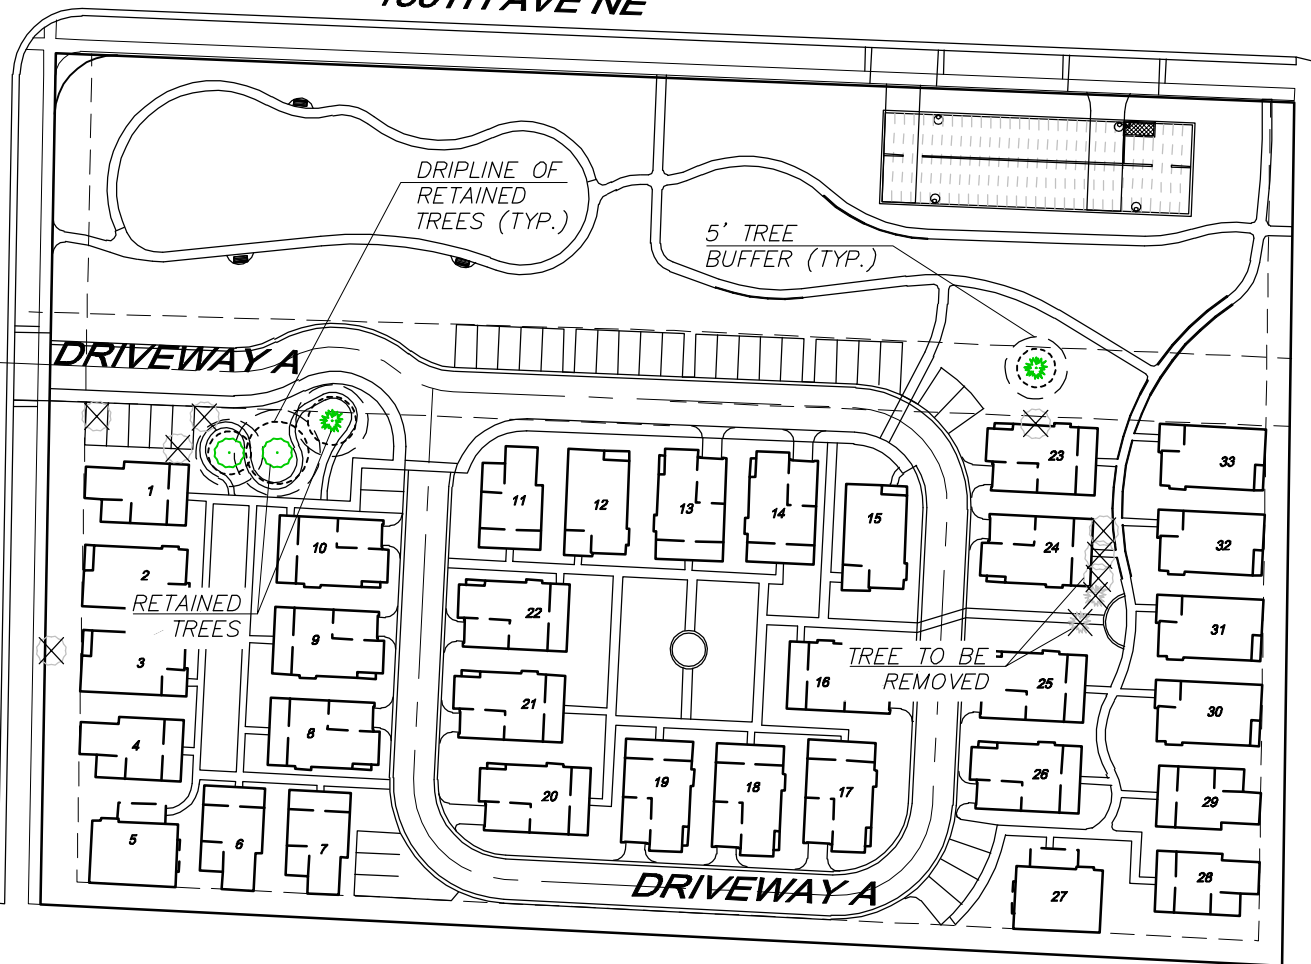 AVE NE
DRIPLINE OF
RETAINED
TREES (TYP.)
5' TREE
BUFFER (TYP.)
DRIVEWAY A
1
2
3
4
5
6
7
8
9
10
11
12
13
14
15
16
17
18
19
20
21
22
23
24
25
26
27
28
29
30
31
32
33
RETAINED
TREES
TREE TO BE
REMOVED
DRIVEWAY A